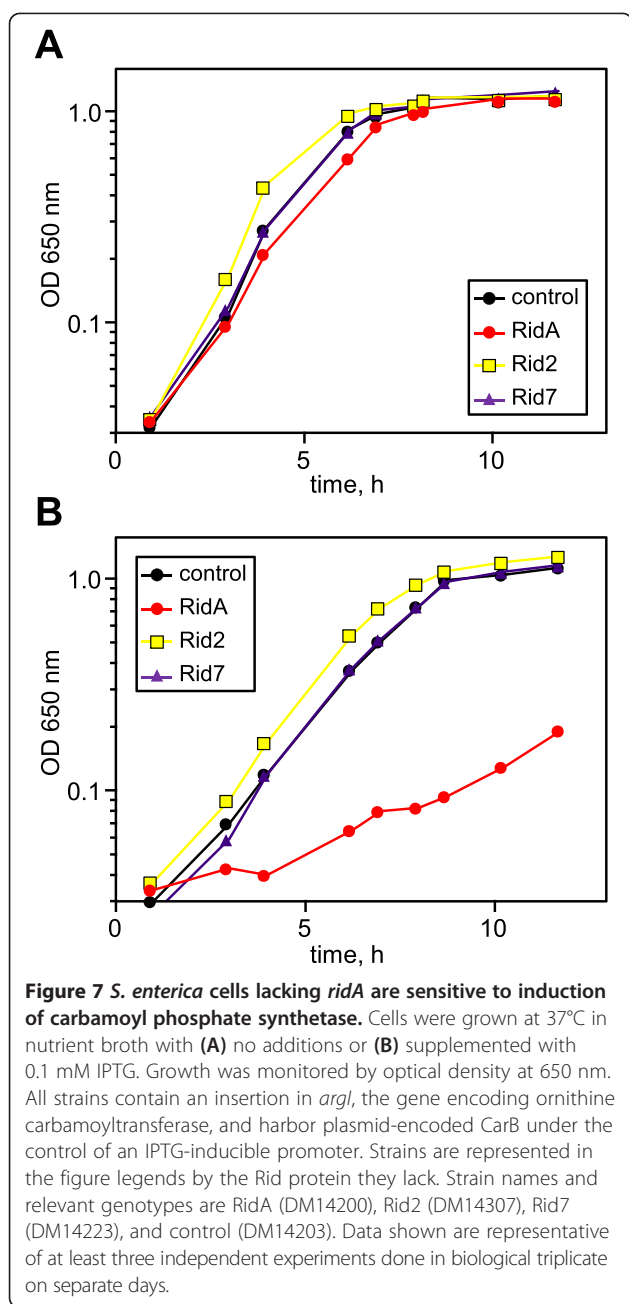 A
1.0
0.1
OD 650 nm
control
RidA
Rid2
Rid7
0
5
10
time, h
B
control
RidA
Rid2
Rid7
1.0
0.1
OD 650 nm
0
5
10
time, h
Figure 7 S. enterica cells lacking ridA are sensitive to induction
of carbamoyl phosphate synthetase. Cells were grown at 37°C in
nutrient broth with (A) no additions or (B) supplemented with
0.1 mM IPTG. Growth was monitored by optical density at 650 nm.
All strains contain an insertion in argI, the gene encoding ornithine
carbamoyltransferase, and harbor plasmid-encoded CarB under the
control of an IPTG-inducible promoter. Strains are represented in
the figure legends by the Rid protein they lack. Strain names and
relevant genotypes are RidA (DM14200), Rid2 (DM14307), Rid7
(DM14223), and control (DM14203). Data shown are representative
of at least three independent experiments done in biological triplicate
on separate days.